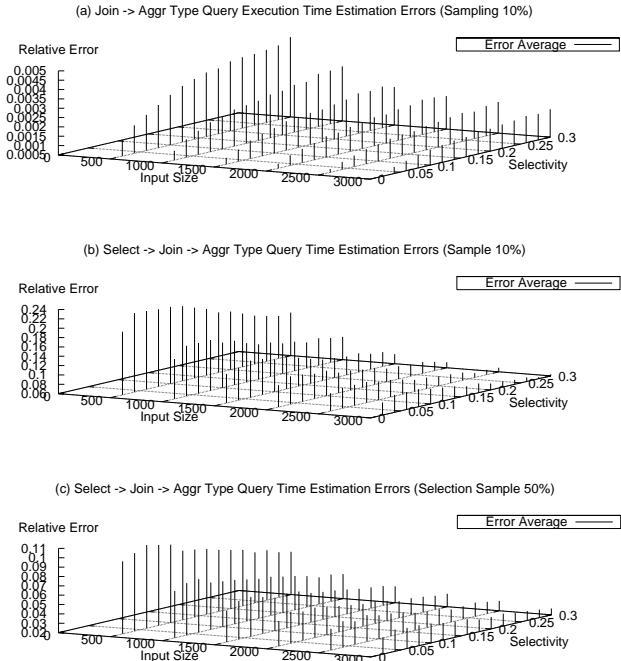 (a) Join -> Aggr Type Query Execution Time Estimation Errors (Sampling 10%)
Relative Error
Error Average
0.005
0.0045
0.004
0.0035
0.003
0.0025
0.002
0.0015
0.001
0.0005
0 500 1000 1500 2000 2500 3000
Input Size
0 0.05 0.1 0.15 0.2 0.25 0.3
Selectivity
(b) Select -> Join -> Aggr Type Query Time Estimation Errors (Sample 10%)
Relative Error
Error Average
0.24
0.22
0.2
0.18
0.16
0.14
0.12
0.1
0.08
0.06
0 500 1000 1500 2000 2500 3000
Input Size
0 0.05 0.1 0.15 0.2 0.25 0.3
Selectivity
(c) Select -> Join -> Aggr Type Query Time Estimation Errors (Selection Sample 50%)
Relative Error
Error Average
0.11
0.1
0.09
0.08
0.07
0.06
0.05
0.04
0.03
0.02
0 500 1000 1500 2000 2500 3000
Input Size
0 0.05 0.1 0.15 0.2 0.25 0.3
Selectivity